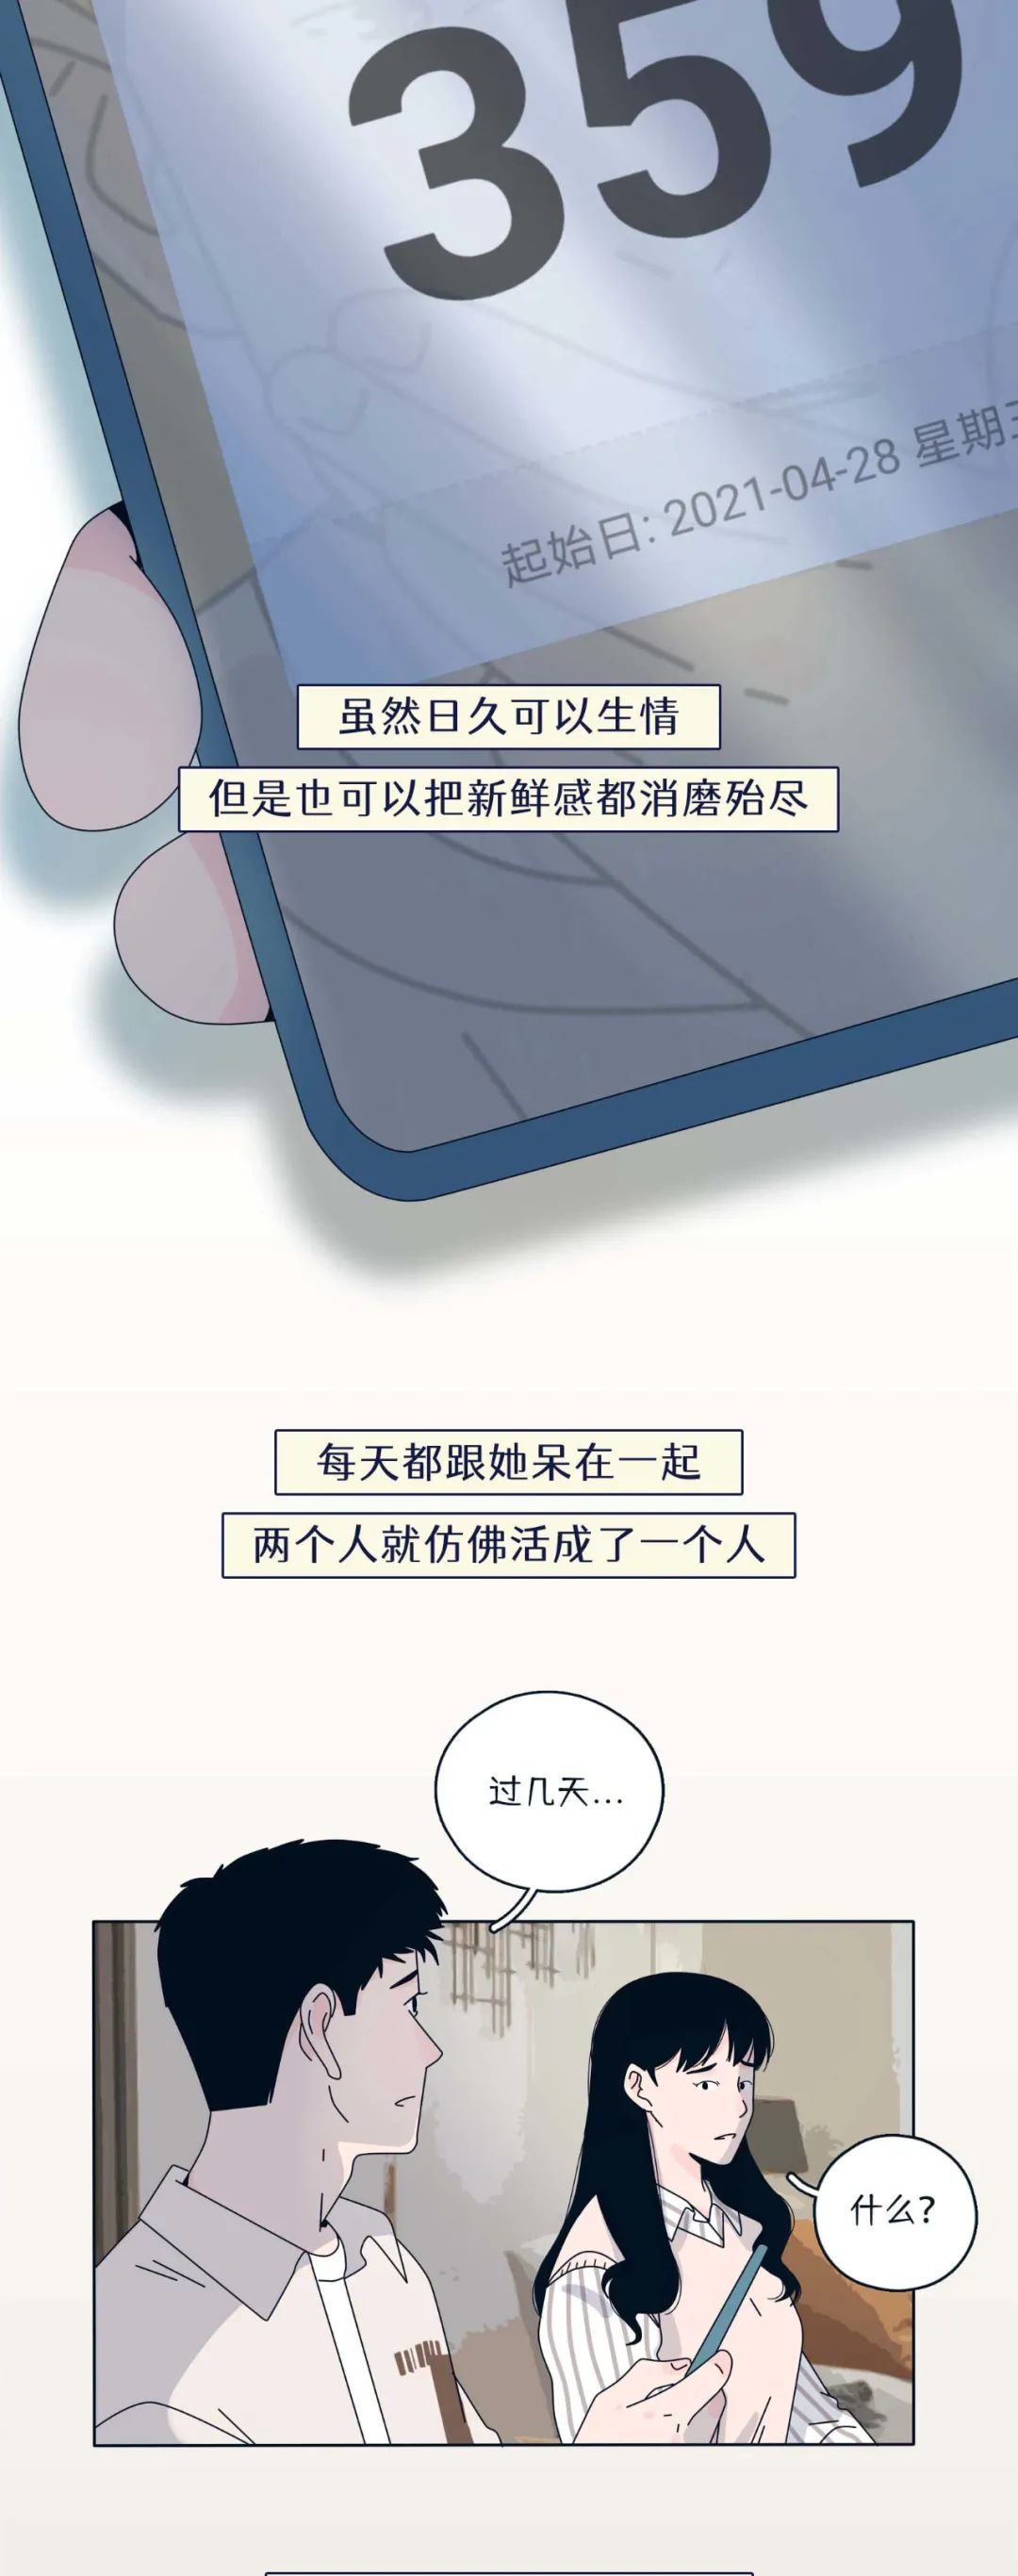 359
起始日: 2021-04-28 星期
虽然日久可以生情
但是也可以把新鲜感都消磨殆尽
每天都跟她呆在一起
两个人就仿佛活成了一个人
过几天...
什么?